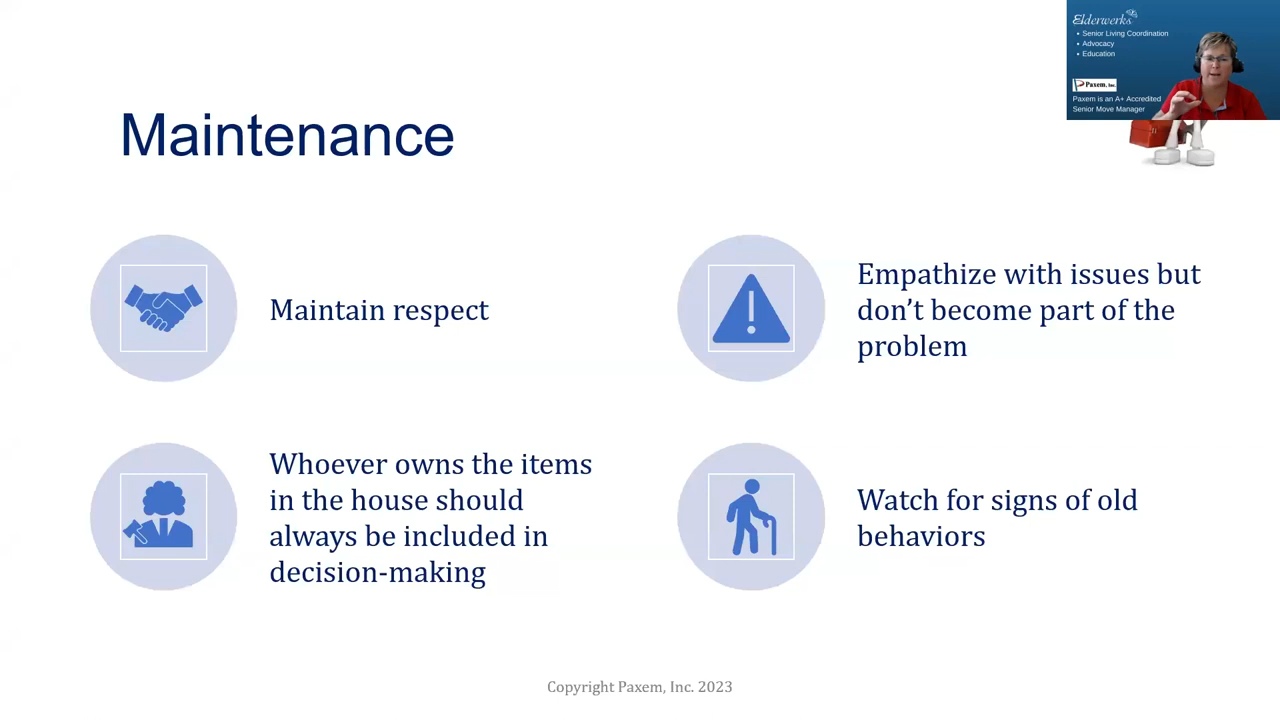 Elderwerks
• Senior Living Coordination
• Advocacy
• Education
Paxem, Inc.
Paxem is an A+ Accredited
Senior Move Manager
Maintenance
Maintain respect
Empathize with issues but
don’t become part of the
problem
Whoever owns the items
in the house should
always be included in
decision-making
Watch for signs of old
behaviors
Copyright Paxem, Inc. 2023